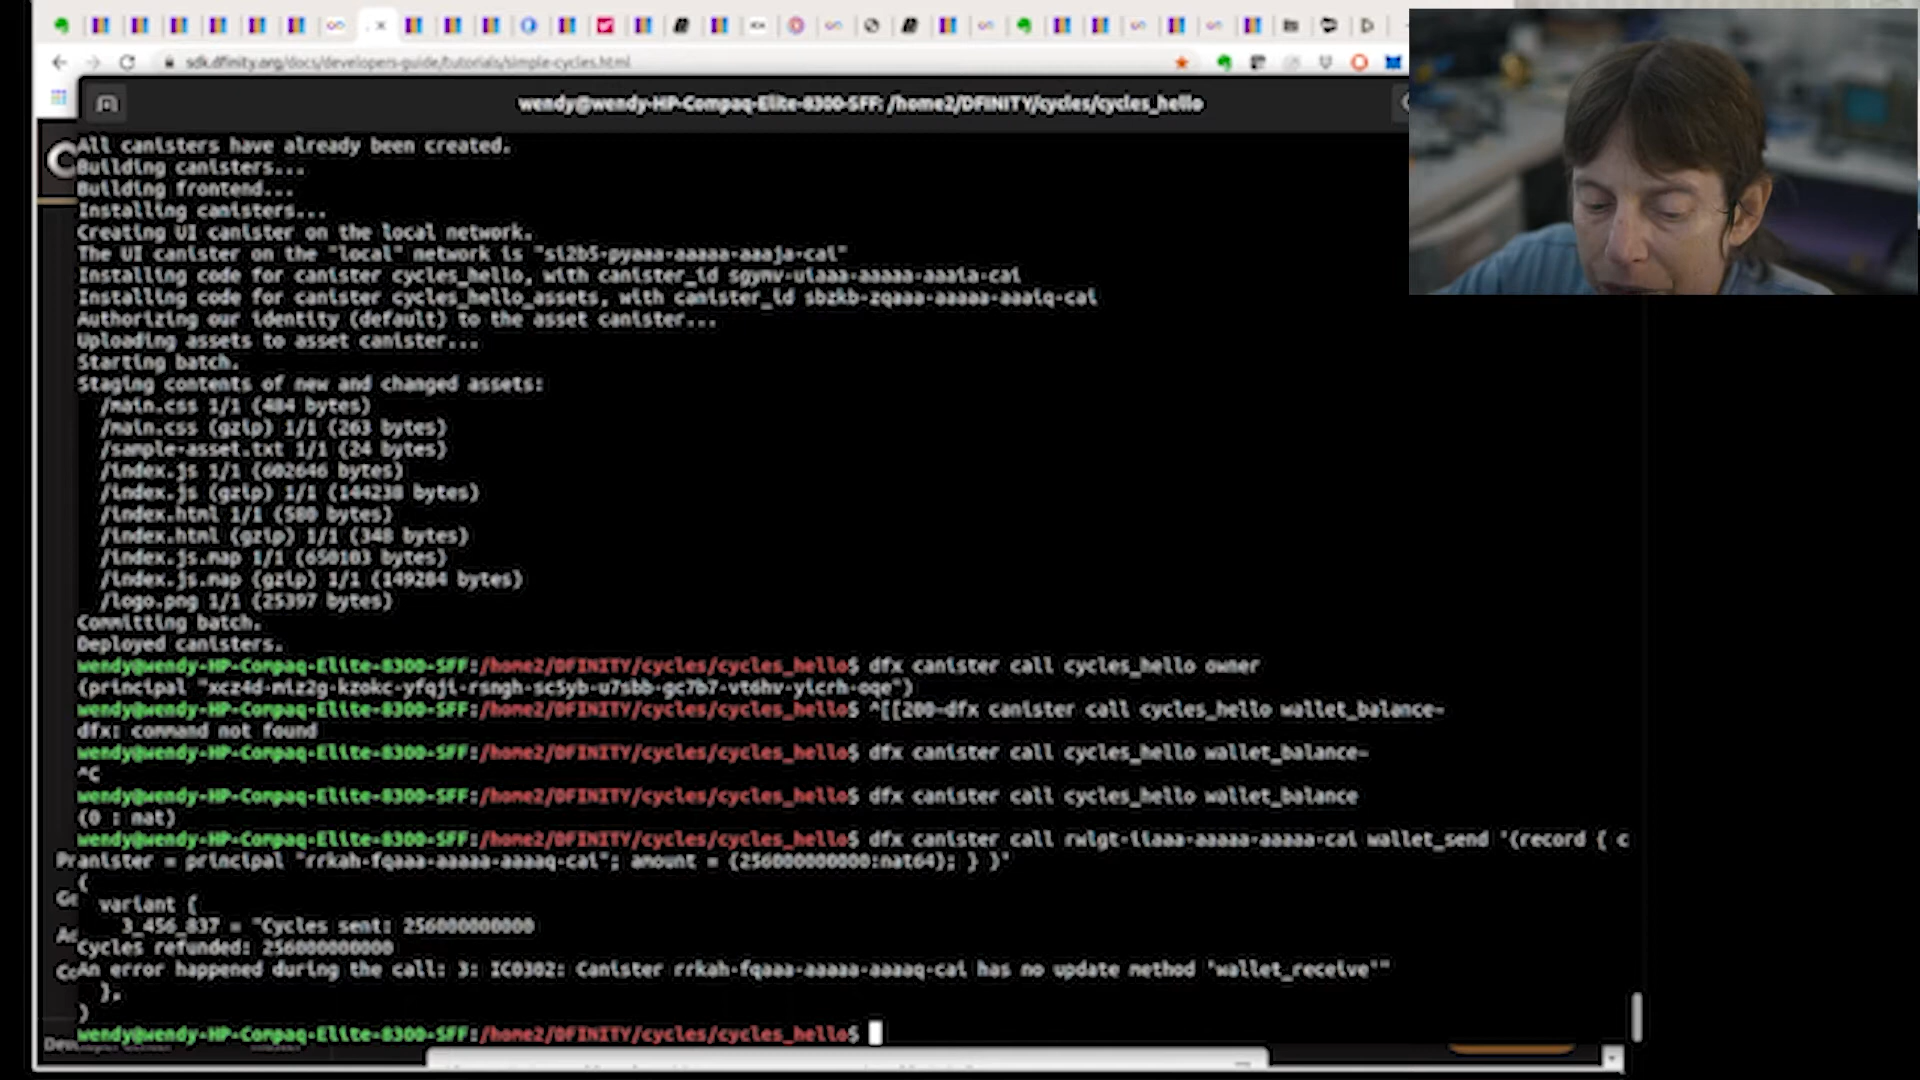 sdk.dfinity.org/docs/developers-guide/tutorials/simple-cycles.html
wendy@wendy-HP-Compaq-Elite-8300-SFF: /home2/DFINITY/cycles/cycles_hello
All canisters have already been created.
Building canisters...
Building frontend...
Installing canisters...
Creating UI canister on the local network.
The UI canister on the "local" network is "si2b5-pyaaa-aaaaa-aaaja-cai"
Installing code for canister cycles_hello, with canister_id sgymv-uiaaa-aaaaa-aaaia-cai
Installing code for canister cycles_hello_assets, with canister_id sbzkb-zqaaa-aaaaa-aaaiq-cai
Authorizing our identity (default) to the asset canister...
Uploading assets to asset canister...
Starting batch.
Staging contents of new and changed assets:
/main.css 1/1 (484 bytes)
/main.css (gzip) 1/1 (263 bytes)
/sample-asset.txt 1/1 (24 bytes)
/index.js 1/1 (602646 bytes)
/index.js (gzip) 1/1 (144238 bytes)
/index.html 1/1 (580 bytes)
/index.html (gzip) 1/1 (348 bytes)
/index.js.map 1/1 (650103 bytes)
/index.js.map (gzip) 1/1 (149204 bytes)
/logo.png 1/1 (25397 bytes)
Committing batch.
Deployed canisters.
wendy@wendy-HP-Compaq-Elite-8300-SFF:/home2/DFINITY/cycles/cycles_hello$ dfx canister call cycles_hello owner
(principal "xcz4d-miz2g-kzokc-yfqji-rsngh-sc5yb-u7sbb-gc7b7-vt6hv-yicrh-oqe")
wendy@wendy-HP-Compaq-Elite-8300-SFF:/home2/DFINITY/cycles/cycles_hello$ ^[[200~dfx canister call cycles_hello wallet_balance~
dfx: command not found
wendy@wendy-HP-Compaq-Elite-8300-SFF:/home2/DFINITY/cycles/cycles_hello$ dfx canister call cycles_hello wallet_balance~
^C
wendy@wendy-HP-Compaq-Elite-8300-SFF:/home2/DFINITY/cycles/cycles_hello$ dfx canister call cycles_hello wallet_balance
(0 : nat)
wendy@wendy-HP-Compaq-Elite-8300-SFF:/home2/DFINITY/cycles/cycles_hello$ dfx canister call rwlgt-iiaaa-aaaaa-aaaaa-cai wallet_send '(record { c
anister = principal "rrkah-fqaaa-aaaaa-aaaaq-cai"; amount = (256000000000:nat64); } )'
(
variant {
3_456_837 = "Cycles sent: 256000000000
Cycles refunded: 256000000000
An error happened during the call: 3: IC0302: Canister rrkah-fqaaa-aaaaa-aaaaq-cai has no update method 'wallet_receive'"
},
)
wendy@wendy-HP-Compaq-Elite-8300-SFF:/home2/DFINITY/cycles/cycles_hello$